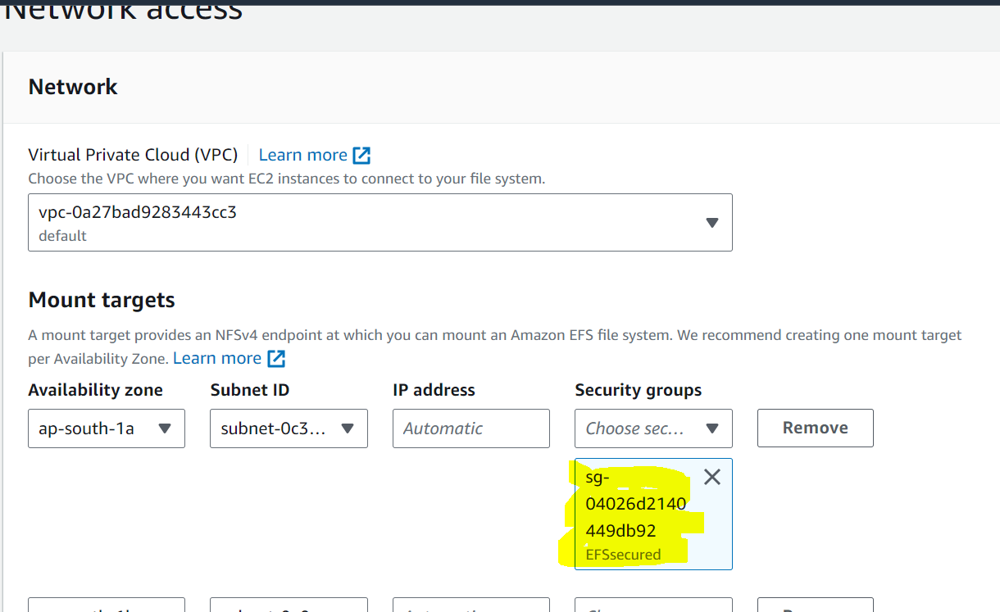 Network access
Network
Virtual Private Cloud (VPC) Learn more
Choose the VPC where you want EC2 instances to connect to your file system.
vpc-0a27bad9283443cc3
default
Mount targets
A mount target provides an NFSv4 endpoint at which you can mount an Amazon EFS file system. We recommend creating one mount target
per Availability Zone. Learn more
Availability zone Subnet ID IP address Security groups
ap-south-1a subnet-0c3... Automatic Choose sec... Remove
sg-
04026d2140
449db92
EFSsecured